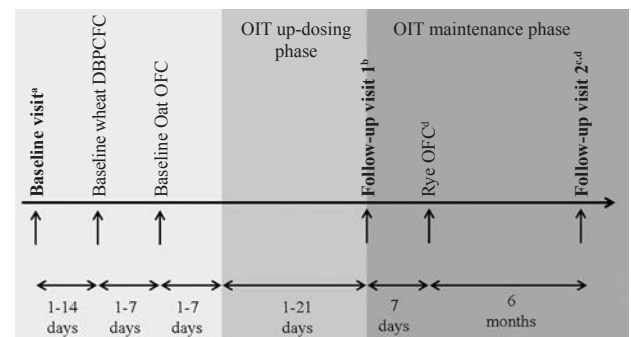 OIT up-dosing
phase
OIT maintenance phase
Baseline visitᵃ
Baseline wheat DBPCFC
Baseline Oat OFC
Follow-up visit 1ᵇ
Rye OFCᵈ
Follow-up visit 2ᶜ,ᵈ
1-14
days
1-7
days
1-7
days
1-21
days
7
days
6
months